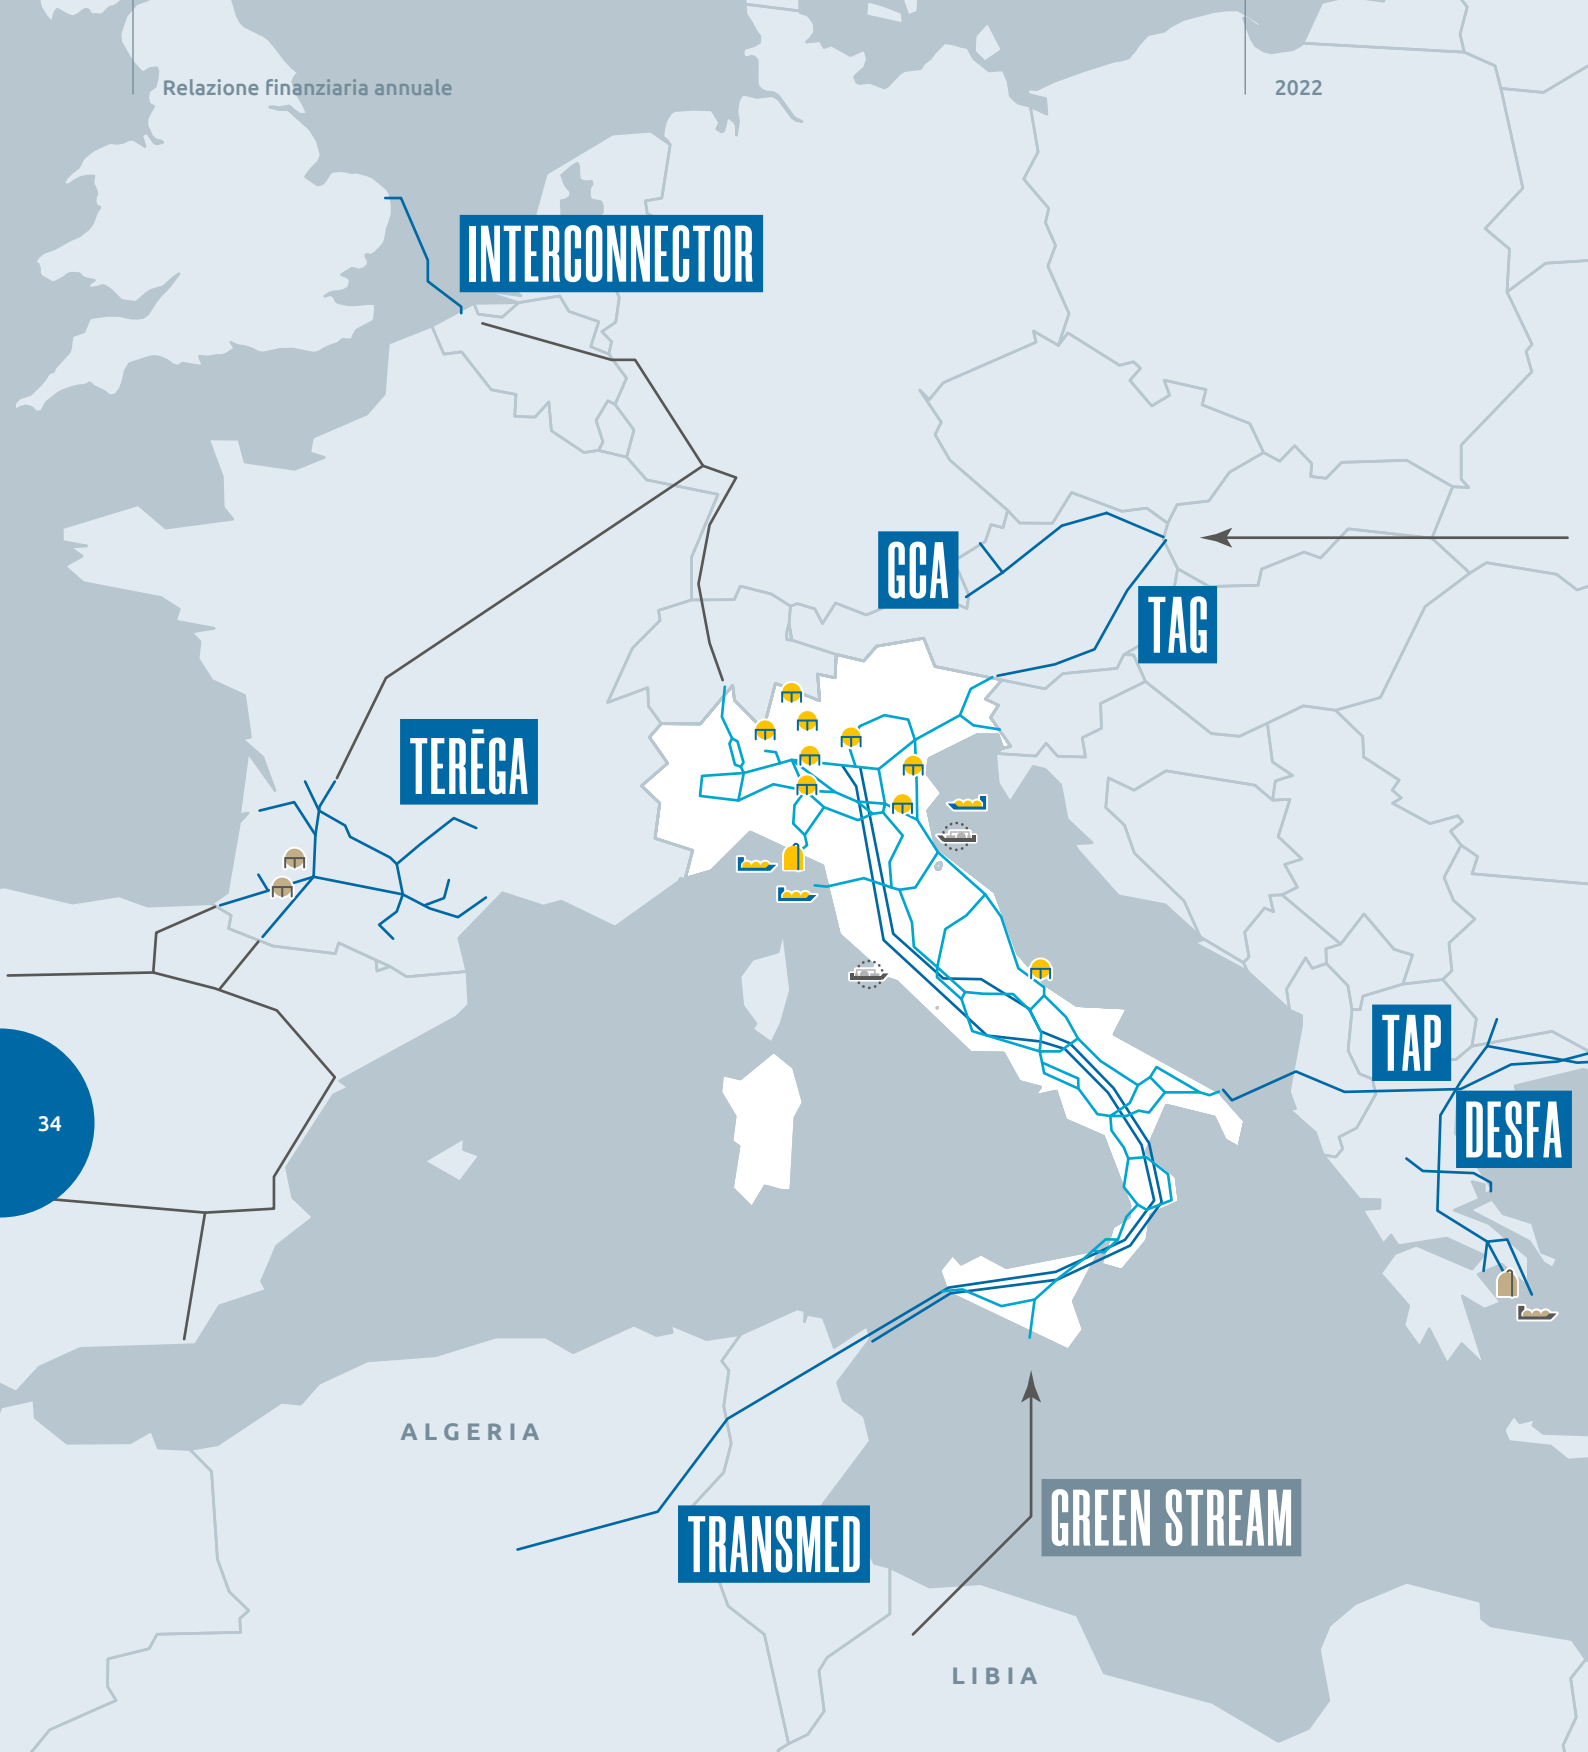 Relazione finanziaria annuale
2022
INTERCONNECTOR
GCA
TAG
TERĒGA
TAP
DESFA
34
ALGERIA
GREEN STREAM
TRANSMED
LIBIA